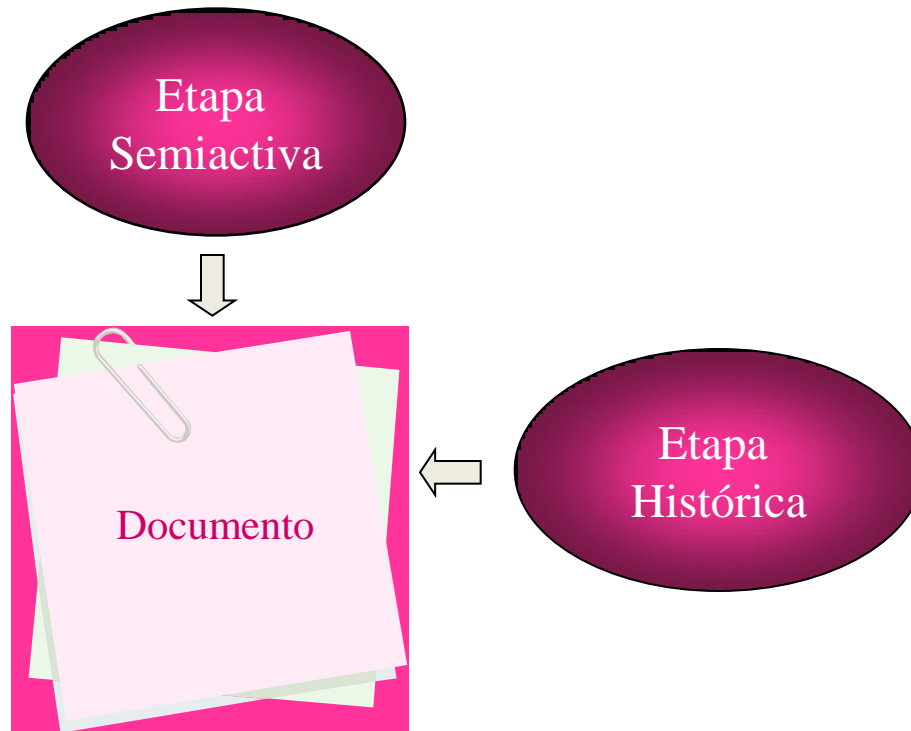 Etapa
Semiactiva
Etapa
Histórica
Documento